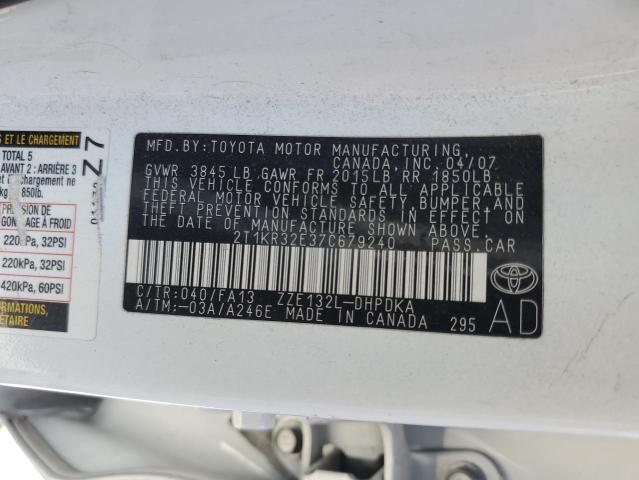 S ET LE CHARGEMENT
TOTAL 5
AVANT 2 : ARRIÈRE 3
et chargement ne
kg 850lb.
PRESSION DE
GONFLAGE À FROID
220kPa, 32PSI
220kPa, 32PSI
420kPa, 60PSI
ÉTAIRE
Z7
MFD.BY:TOYOTA MOTOR MANUFACTURING,
CANADA, INC. 04/07
GVWR 3845 LB GAWR FR 2015LB RR 1850LB
THIS VEHICLE CONFORMS TO ALL APPLICABLE
FEDERAL MOTOR VEHICLE SAFETY, BUMPER, AND
THEFT PREVENTION STANDARDS IN EFFECT ON
THE DATE OF MANUFACTURE SHOWN ABOVE.
2T1KR32E37C679240 PASS.CAR
C/TR:040/FA13 ZZE132L-DHPDKA
A/TM:-03A/A246E MADE IN CANADA 295
AD